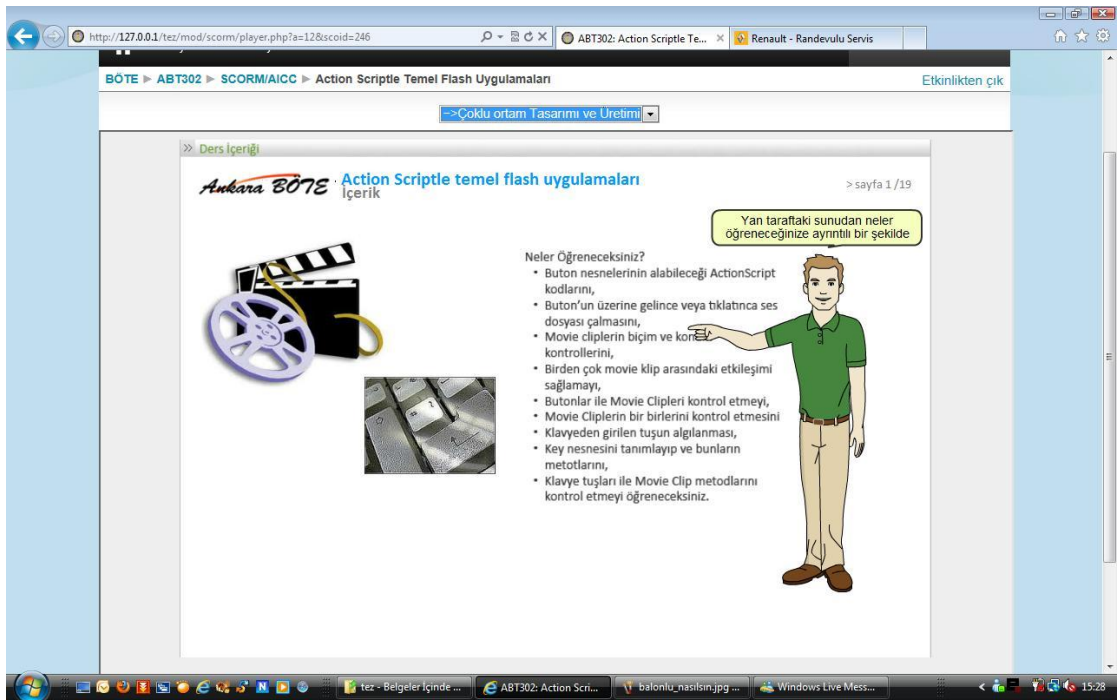 http://127.0.0.1/tez/mod/scorm/player.php?a=12&scoid=246
ABT302: Action Scriptle Te...
Renault - Randevulu Servis
BÖTE ► ABT302 ► SCORM/AICC ► Action Scriptle Temel Flash Uygulamaları
Etkinlikten çık
-->Çoklu ortam Tasarımı ve Üretimi
Ders İçeriği
Ankara BÖTE
Action Scriptle temel flash uygulamaları
İçerik
> sayfa 1 /19
Yan taraftaki sunudan neler
öğreneceğinize ayrıntılı bir şekilde
Neler Öğreneceksiniz?
• Buton nesnelerinin alabileceği ActionScript
kodlarını,
• Buton'un üzerine gelince veya tıklatınca ses
dosyası çalmasını,
• Movie cliplerin biçim ve
kontrollerini,
• Birden çok movie klip arasındaki etkileşimi
sağlamayı,
• Butonlar ile Movie Clipleri kontrol etmeyi,
• Movie Cliplerin bir birlerini kontrol etmesini
• Klavyeden girilen tuşun algılanması,
• Key nesnesini tanımlayıp ve bunların
metotlarını,
• Klavye tuşları ile Movie Clip metodlarını
kontrol etmeyi öğreneceksiniz.
tez - Belgeler İçinde ...
ABT302: Action Scri...
balonlu_nasılsın.jpg ...
Windows Live Mess...
15:28